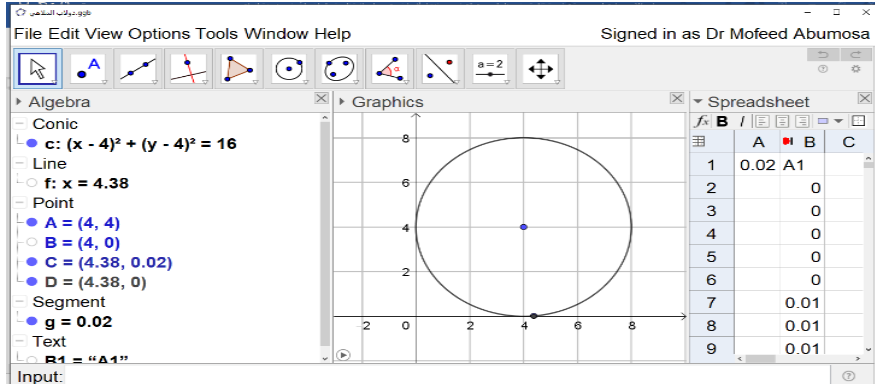 دولاب الملاهي.ggb
File Edit View Options Tools Window Help
Signed in as Dr Mofeed Abumosa
A
α
a=2
Algebra
Graphics
Spreadsheet
Conic
c: (x - 4)² + (y - 4)² = 16
Line
f: x = 4.38
Point
A = (4, 4)
B = (4, 0)
C = (4.38, 0.02)
D = (4.38, 0)
Segment
g = 0.02
Text
B1 = “A1”
8
6
4
2
-2 0 2 4 6 8
fx B I
A B C
1 0.02 A1
2 0
3 0
4 0
5 0
6 0
7 0.01
8 0.01
9 0.01
Input: